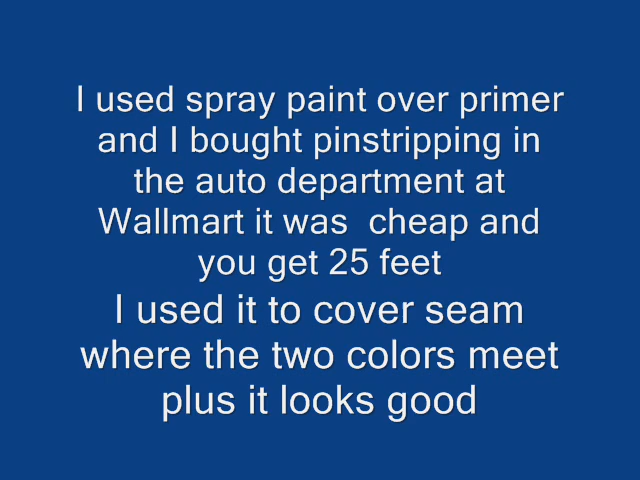 I used spray paint over primer
and I bought pinstripping in
the auto department at
Wallmart it was  cheap and
you get 25 feet
I used it to cover seam
where the two colors meet
plus it looks good